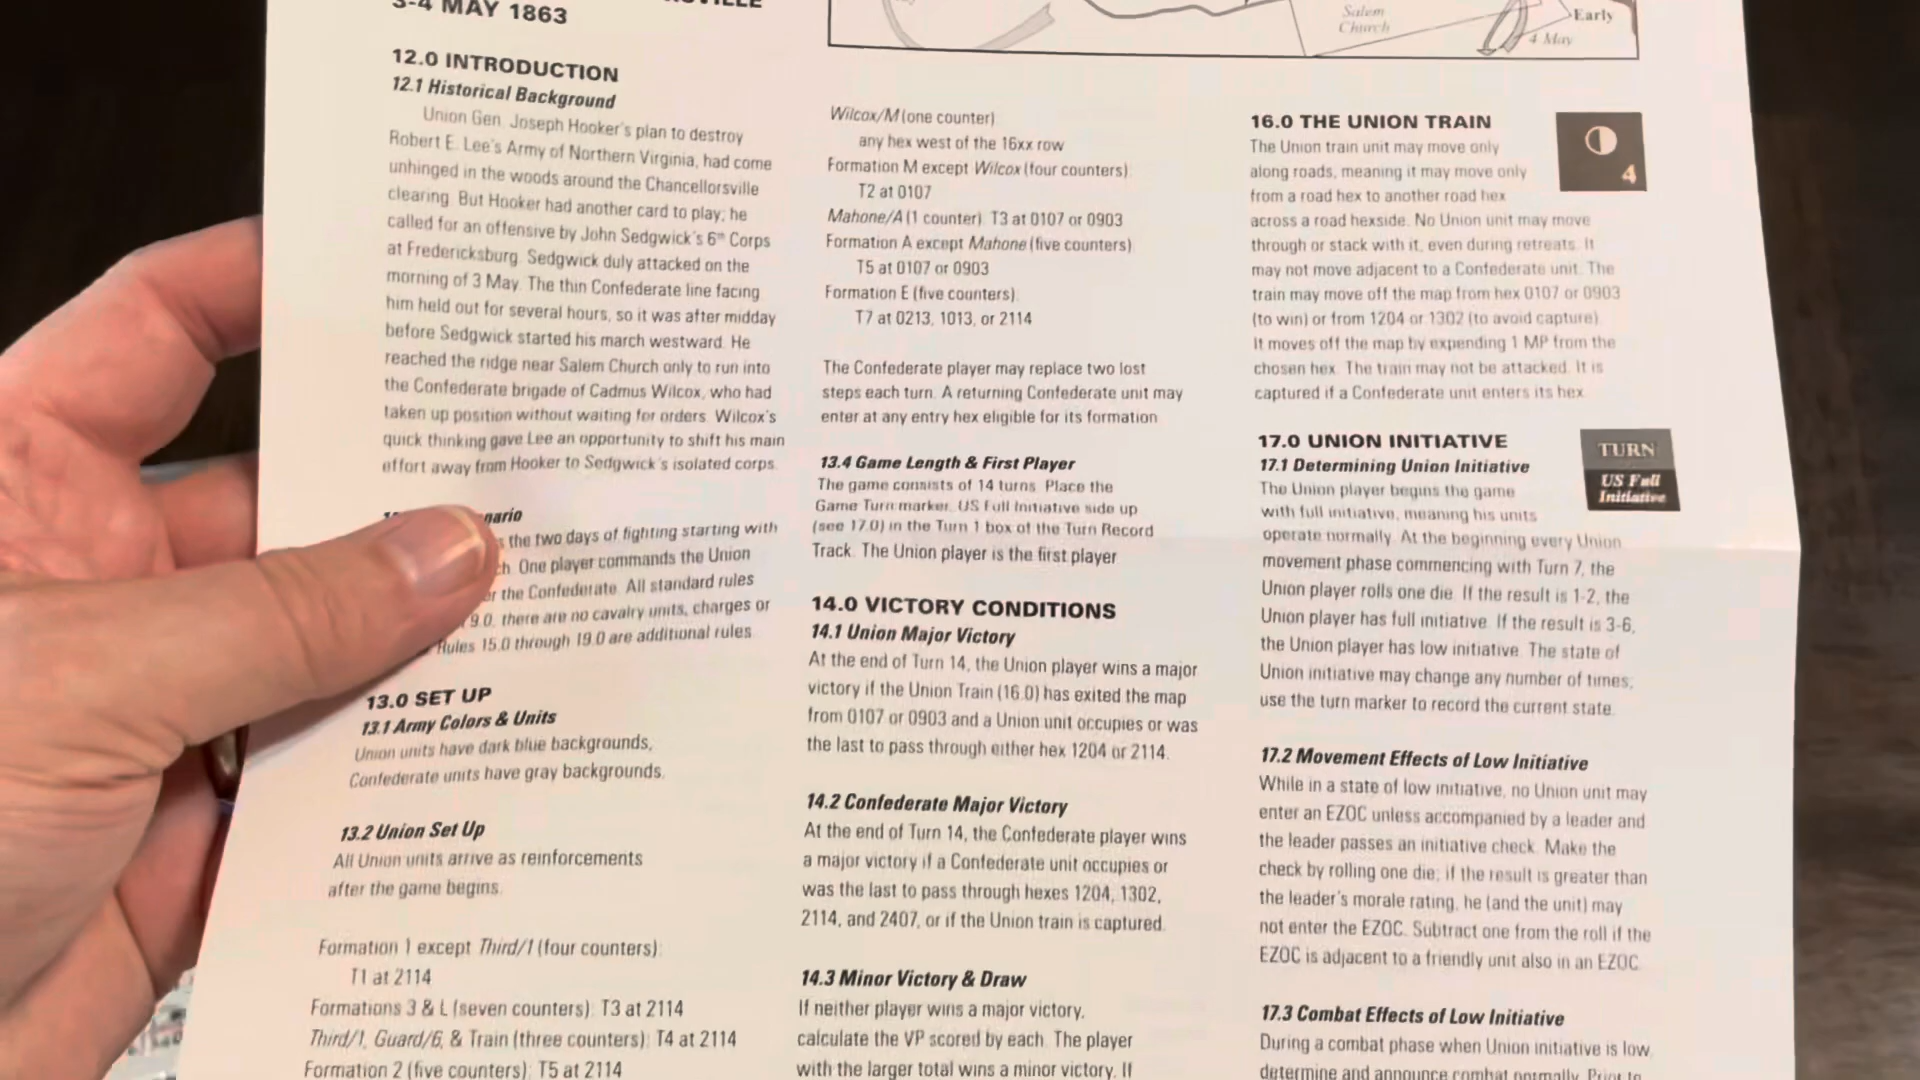 3-4 MAY 1863
12.0 INTRODUCTION
12.1 Historical Background
Union Gen. Joseph Hooker's plan to destroy
Robert E. Lee's Army of Northern Virginia, had come
unhinged in the woods around the Chancellorsville
clearing. But Hooker had another card to play; he
called for an offensive by John Sedgwick's 6th Corps
at Fredericksburg. Sedgwick duly attacked on the
morning of 3 May. The thin Confederate line facing
him held out for several hours, so it was after midday
before Sedgwick started his march westward. He
reached the ridge near Salem Church only to run into
the Confederate brigade of Cadmus Wilcox, who had
taken up position without waiting for orders. Wilcox's
quick thinking gave Lee an opportunity to shift his main
effort away from Hooker to Sedgwick's isolated corps.
the two days of fighting starting with
One player commands the Union
the Confederate. All standard rules
9.0, there are no cavalry units, charges or
Rules 15.0 through 19.0 are additional rules.
13.0 SET UP
13.1 Army Colors & Units
Union units have dark blue backgrounds,
Confederate units have gray backgrounds.
13.2 Union Set Up
All Union units arrive as reinforcements
after the game begins.
Formation 1 except Third/1 (four counters):
T1 at 2114
Formations 3 & L (seven counters): T3 at 2114
Third/1, Guard/6, & Train (three counters): T4 at 2114
Formation 2 (five counters): T5 at 2114
Salem
Church
Early
4 May
Wilcox/M (one counter)
any hex west of the 16xx row
Formation M except Wilcox (four counters):
T2 at 0107
Mahone/A (1 counter): T3 at 0107 or 0903
Formation A except Mahone (five counters):
T5 at 0107 or 0903
Formation E (five counters):
T7 at 0213, 1013, or 2114
The Confederate player may replace two lost
steps each turn. A returning Confederate unit may
enter at any entry hex eligible for its formation.
13.4 Game Length & First Player
The game consists of 14 turns. Place the
Game Turn marker, US Full Initiative side up
(see 17.0) in the Turn 1 box of the Turn Record
Track. The Union player is the first player.
14.0 VICTORY CONDITIONS
14.1 Union Major Victory
At the end of Turn 14, the Union player wins a major
victory if the Union Train (16.0) has exited the map
from 0107 or 0903 and a Union unit occupies or was
the last to pass through either hex 1204 or 2114.
14.2 Confederate Major Victory
At the end of Turn 14, the Confederate player wins
a major victory if a Confederate unit occupies or
was the last to pass through hexes 1204, 1302,
2114, and 2407, or if the Union train is captured.
14.3 Minor Victory & Draw
If neither player wins a major victory,
calculate the VP scored by each. The player
with the larger total wins a minor victory. If
16.0 THE UNION TRAIN
4
The Union train unit may move only
along roads, meaning it may move only
from a road hex to another road hex
across a road hexside. No Union unit may move
through or stack with it, even during retreats. It
may not move adjacent to a Confederate unit. The
train may move off the map from hex 0107 or 0903
(to win) or from 1204 or 1302 (to avoid capture).
It moves off the map by expending 1 MP from the
chosen hex. The train may not be attacked. It is
captured if a Confederate unit enters its hex.
17.0 UNION INITIATIVE
17.1 Determining Union Initiative
TURN
US Full
Initiative
The Union player begins the game
with full initiative, meaning his units
operate normally. At the beginning every Union
movement phase commencing with Turn 7, the
Union player rolls one die. If the result is 1-2, the
Union player has full initiative. If the result is 3-6,
the Union player has low initiative. The state of
Union initiative may change any number of times;
use the turn marker to record the current state.
17.2 Movement Effects of Low Initiative
While in a state of low initiative, no Union unit may
enter an EZOC unless accompanied by a leader and
the leader passes an initiative check. Make the
check by rolling one die; if the result is greater than
the leader's morale rating, he (and the unit) may
not enter the EZOC. Subtract one from the roll if the
EZOC is adjacent to a friendly unit also in an EZOC.
17.3 Combat Effects of Low Initiative
During a combat phase when Union initiative is low,
determine and announce combat normally. Prior to